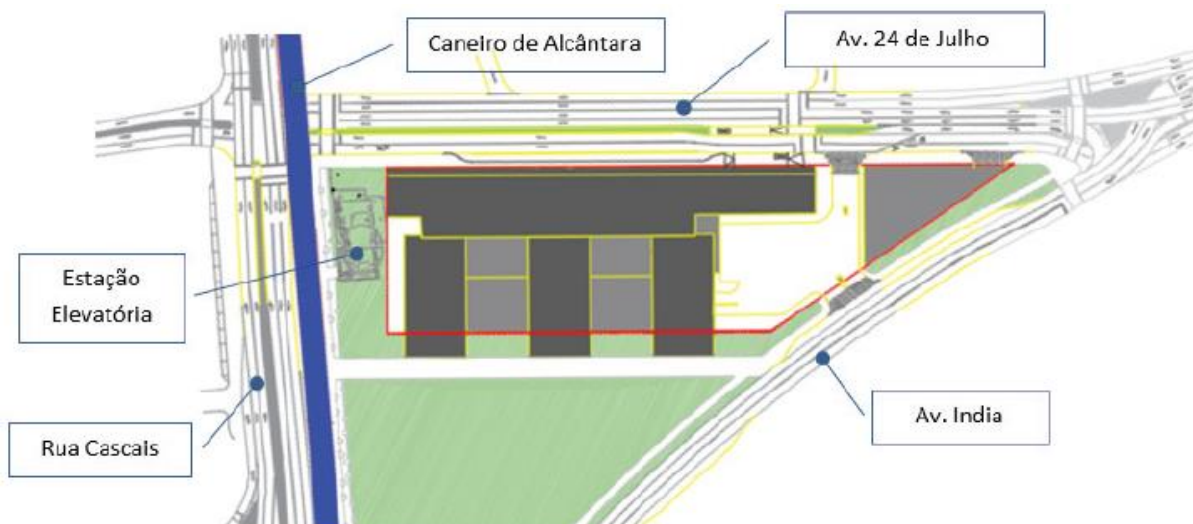 Caneiro de Alcântara
Av. 24 de Julho
Estação
Elevatória
Rua Cascais
Av. India